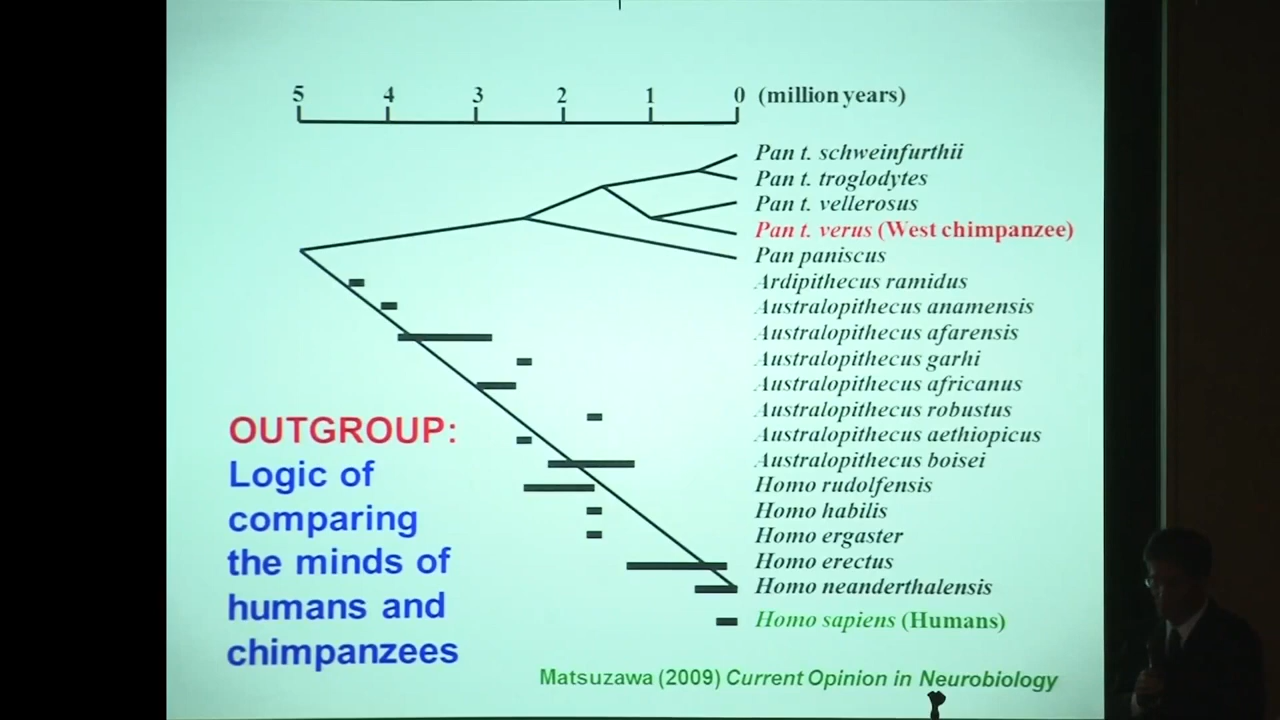 5 4 3 2 1 0 (million years)
Pan t. schweinfurthii
Pan t. troglodytes
Pan t. vellerosus
Pan t. verus (West chimpanzee)
Pan paniscus
Ardipithecus ramidus
Australopithecus anamensis
Australopithecus afarensis
Australopithecus garhi
Australopithecus africanus
Australopithecus robustus
Australopithecus aethiopicus
Australopithecus boisei
Homo rudolfensis
Homo habilis
Homo ergaster
Homo erectus
Homo neanderthalensis
Homo sapiens (Humans)
OUTGROUP:
Logic of
comparing
the minds of
humans and
chimpanzees
Matsuzawa (2009) Current Opinion in Neurobiology